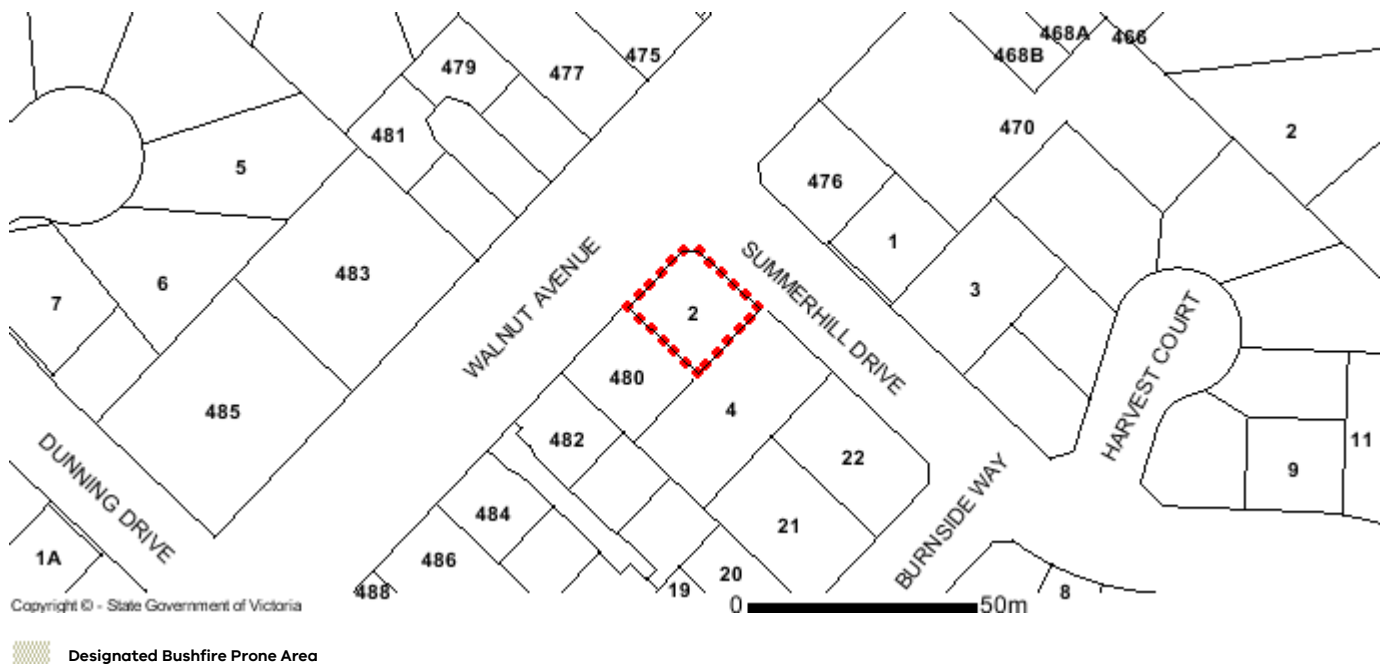 468A
466
475
468B
479
477
470
2
481
5
476
1
6
483
WALNUT AVENUE
SUMMERHILL DRIVE
3
7
2
HARVEST COURT
480
4
485
482
22
11
9
DUNNING DRIVE
484
21
BURNSIDE WAY
1A
486
20
488
19
8
Copyright © - State Government of Victoria
0
50m
Designated Bushfire Prone Area